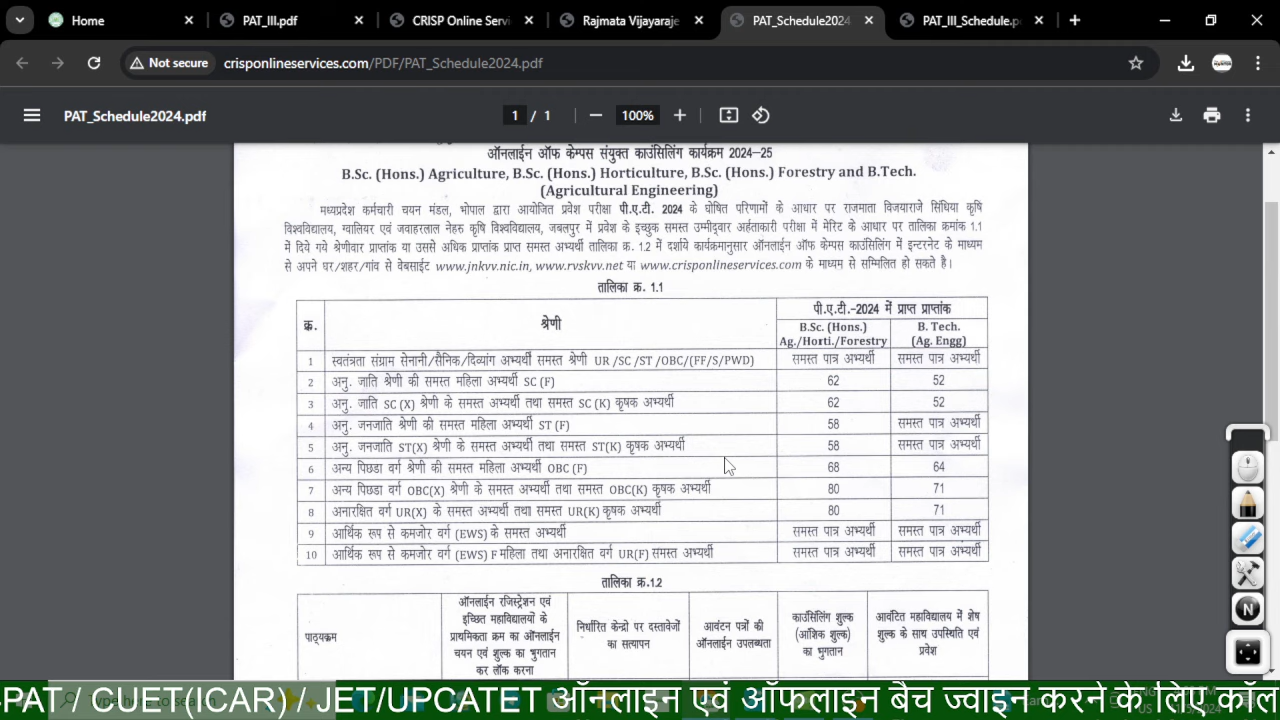 Home
PAT_III.pdf
CRISP Online Servi
Rajmata Vijayaraje
PAT_Schedule2024
PAT_III_Schedule.p
Not secure
crisponlineservices.com/PDF/PAT_Schedule2024.pdf
PAT_Schedule2024.pdf
1 / 1
100%
ऑनलाईन ऑफ केम्पस संयुक्त काउंसिलिंग कार्यक्रम 2024–25
B.Sc. (Hons.) Agriculture, B.Sc. (Hons.) Horticulture, B.Sc. (Hons.) Forestry and B.Tech.
(Agricultural Engineering)
मध्यप्रदेश कर्मचारी चयन मंडल, भोपाल द्वारा आयोजित प्रवेश परीक्षा पी.ए.टी. 2024 के घोषित परिणामों के आधार पर राजमाता विजयाराजे सिंधिया कृषि
विश्वविद्यालय, ग्वालियर एवं जवाहरलाल नेहरू कृषि विश्वविद्यालय, जबलपुर में प्रवेश के इच्छुक समस्त उम्मीदवार अर्हताकारी परीक्षा में मेरिट के आधार पर तालिका क्रमांक 1.1
में दिये गये श्रेणीवार प्राप्तांक या उससे अधिक प्राप्तांक प्राप्त समस्त अभ्यर्थी तालिका क्र. 1.2 में दर्शाये कार्यक्रमानुसार ऑनलाईन ऑफ केम्पस काउंसिलिंग में इन्टरनेट के माध्यम
से अपने घर/शहर/गांव से वेबसाईट www.jnkvv.nic.in, www.rvskvv.net या www.crisponlineservices.com के माध्यम से सम्मिलित हो सकते है।
तालिका क्र. 1.1
क्र. श्रेणी पी.ए.टी.-2024 में प्राप्त प्राप्तांक
B.Sc. (Hons.) Ag./Horti./Forestry B. Tech. (Ag. Engg)
1 स्वतंत्रता संग्राम सेनानी/सैनिक/दिव्यांग अभ्यर्थी समस्त श्रेणी UR /SC /ST /OBC/(FF/S/PWD) समस्त पात्र अभ्यर्थी समस्त पात्र अभ्यर्थी
2 अनु. जाति श्रेणी की समस्त महिला अभ्यर्थी SC (F) 62 52
3 अनु. जाति SC (X) श्रेणी के समस्त अभ्यर्थी तथा समस्त SC (K) कृषक अभ्यर्थी 62 52
4 अनु. जनजाति श्रेणी की समस्त महिला अभ्यर्थी ST (F) 58 समस्त पात्र अभ्यर्थी
5 अनु. जनजाति ST(X) श्रेणी के समस्त अभ्यर्थी तथा समस्त ST(K) कृषक अभ्यर्थी 58 समस्त पात्र अभ्यर्थी
6 अन्य पिछडा वर्ग श्रेणी की समस्त महिला अभ्यर्थी OBC (F) 68 64
7 अन्य पिछडा वर्ग OBC(X) श्रेणी के समस्त अभ्यर्थी तथा समस्त OBC(K) कृषक अभ्यर्थी 80 71
8 अनारक्षित वर्ग UR(X) के समस्त अभ्यर्थी तथा समस्त UR(K) कृषक अभ्यर्थी 80 71
9 आर्थिक रूप से कमजोर वर्ग (EWS) के समस्त अभ्यर्थी समस्त पात्र अभ्यर्थी समस्त पात्र अभ्यर्थी
10 आर्थिक रूप से कमजोर वर्ग (EWS) F महिला तथा अनारक्षित वर्ग UR(F) समस्त अभ्यर्थी समस्त पात्र अभ्यर्थी समस्त पात्र अभ्यर्थी
तालिका क्र.1.2
पाठ्यक्रम
ऑनलाईन रजिस्ट्रेशन एवं
इच्छित महाविद्यालयों के
प्राथमिकता क्रम का ऑनलाईन
चयन एवं शुल्क का भुगतान
कर लॉक करना
निर्धारित केन्द्रो पर दस्तावेजों
का सत्यापन
आवंटन पत्रों की
ऑनलाईन उपलब्धता
काउंसिलिंग शुल्क
(आंशिक शुल्क)
का भुगतान
आवंटित महाविद्यालय में शेष
शुल्क के साथ उपस्थिति एवं
प्रवेश
N
PAT / CUET(ICAR) / JET/UPCATET ऑनलाइन एवं ऑफलाइन बैच ज्वाइन करने के लिए कॉल